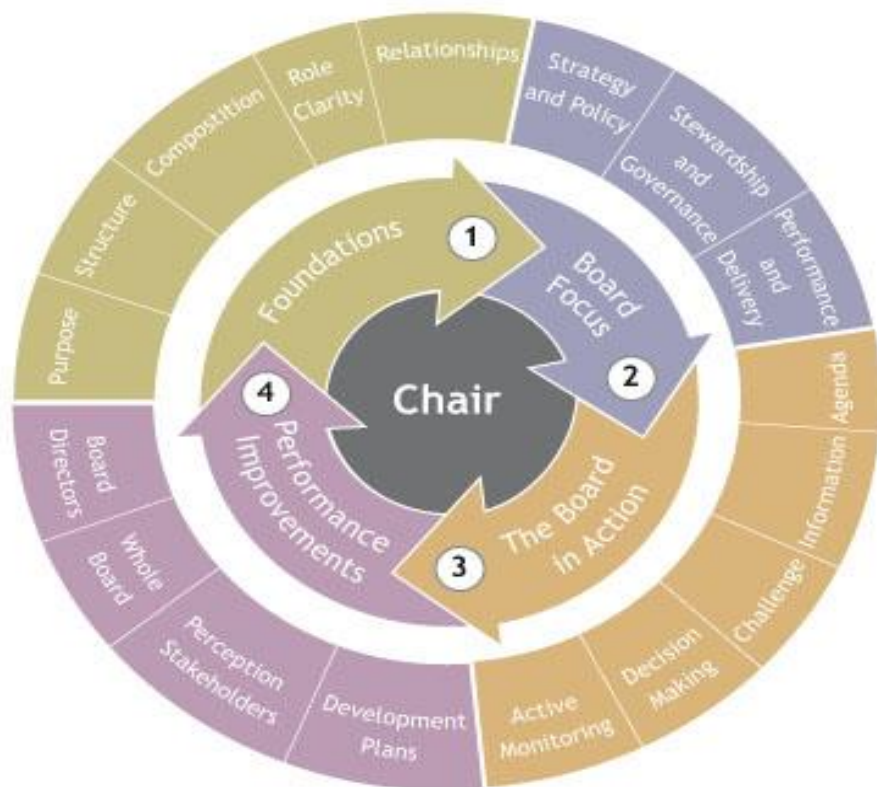 Chair
1
Foundations
Purpose
Structure
Compostition
Role
Clarity
Relationships
2
Board
Focus
Strategy
and Policy
Stewardship
and
Governance
Performance
and
Delivery
3
The Board
in Action
Agenda
Information
Challenge
Decision
Making
Active
Monitoring
4
Performance
Improvements
Development
Plans
Perception
Stakeholders
Whole
Board
Board
Directors